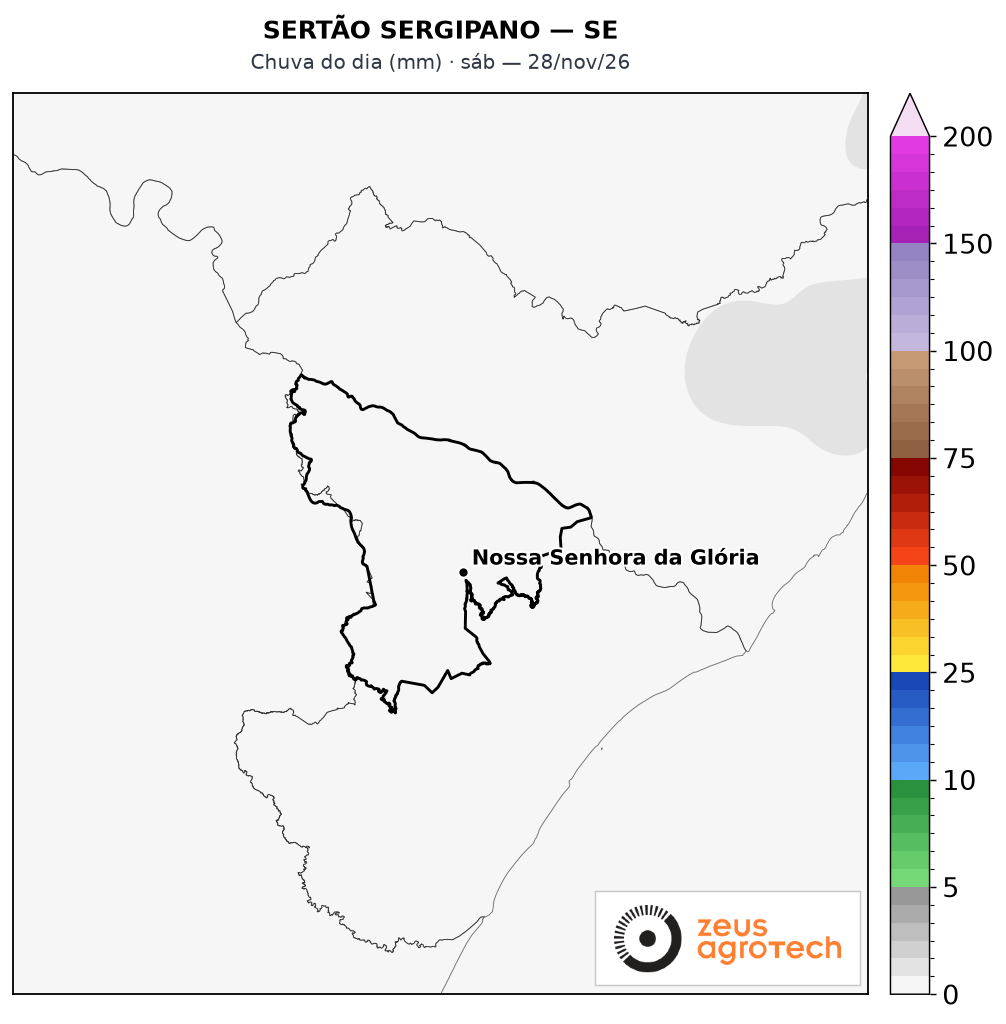 SERTÃO SERGIPANO — SE
Chuva do dia (mm) · sáb — 28/nov/26
200
150
100
75
50
25
10
5
0
Nossa Senhora da Glória
zeus
agrotech